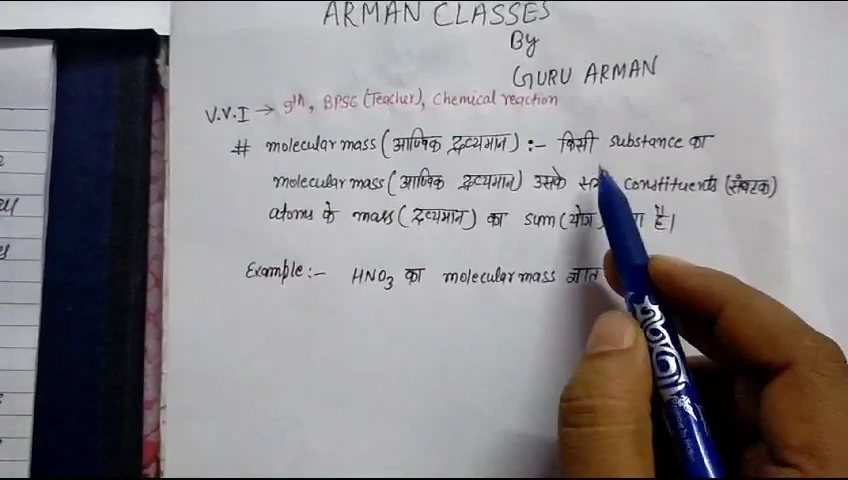 ARMAN CLASSES
By
GURU ARMAN
V.V.I → 9th, BPSC (Teacher), Chemical reaction
# molecular mass (आण्विक द्रव्यमान) :- किसी substance का
molecular mass (आण्विक द्रव्यमान) उसके constituents (संघटक)
atoms के mass (द्रव्यमान) का sum (योग) है।
Example :- HNO3 का molecular mass ज्ञात